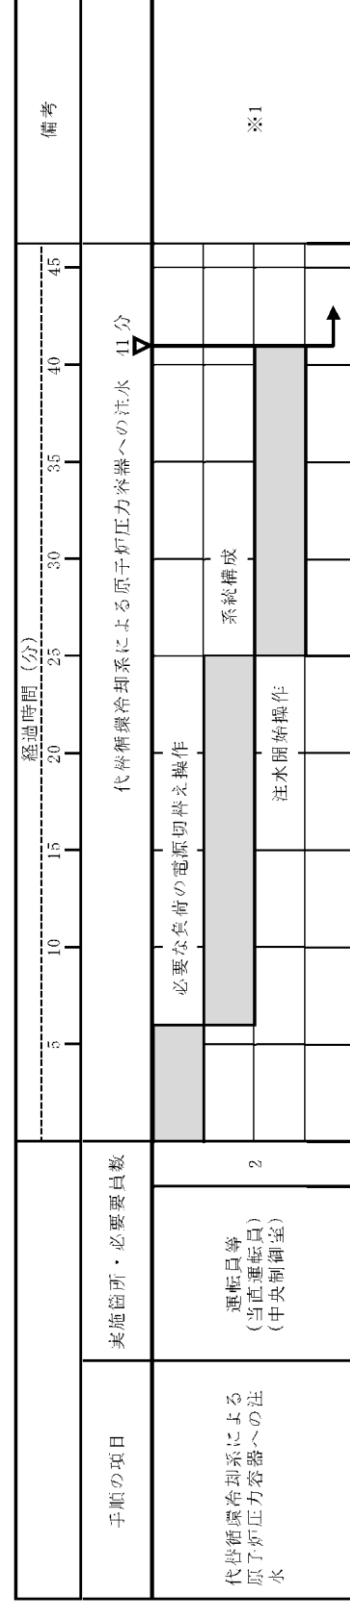 手順の項目
実施箇所・必要要員数
経過時間（分）
5
10
15
20
25
30
35
40
45
備考
代替循環冷却系による原子炉圧力容器への注水
41分
代替循環冷却系による
原子炉圧力容器への注
水
運転員等
（当直運転員）
（中央制御室）
2
必要な負荷の電源切替え操作
系統構成
注水開始操作
※1